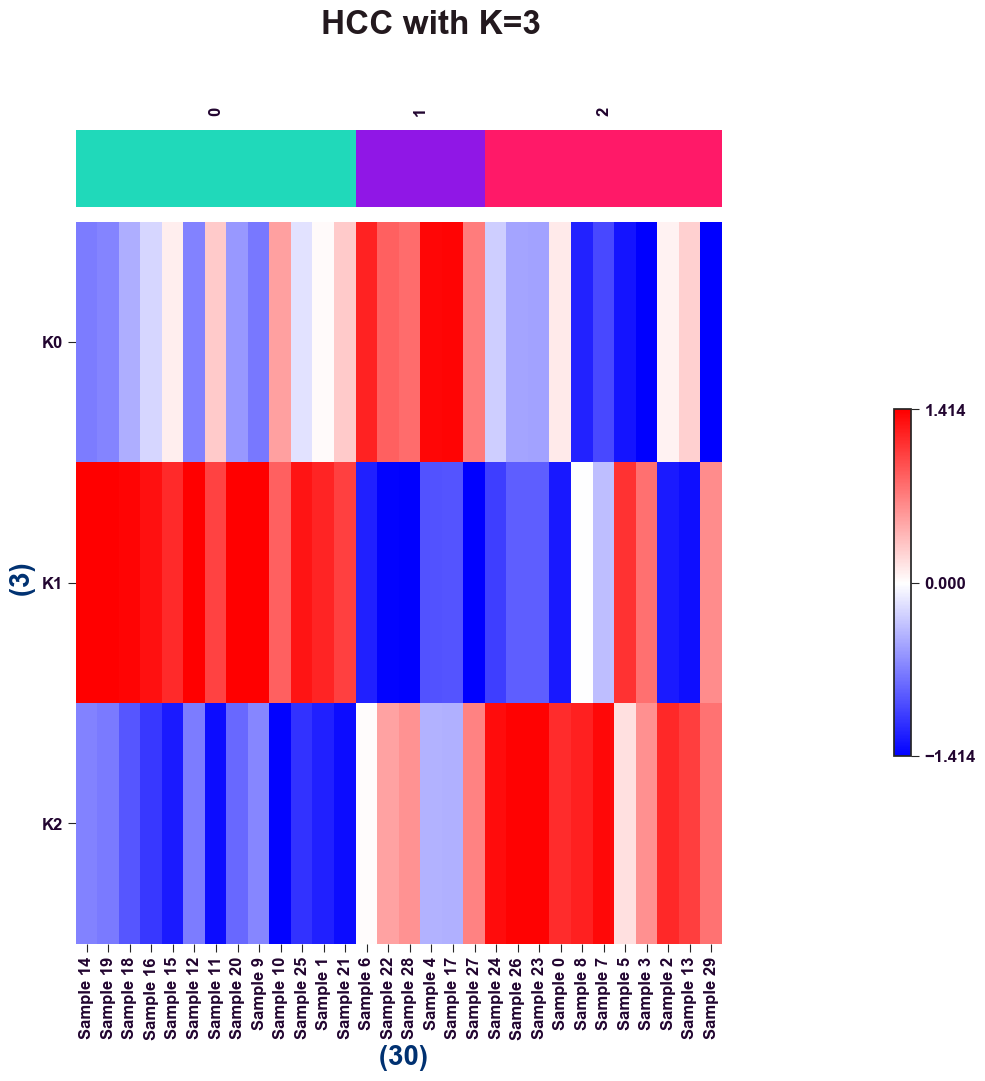 HCC with K=3
0
1
2
K0
K1
K2
(3)
1.414
0.000
−1.414
Sample 14
Sample 19
Sample 18
Sample 16
Sample 15
Sample 12
Sample 11
Sample 20
Sample 9
Sample 10
Sample 25
Sample 1
Sample 21
Sample 6
Sample 22
Sample 28
Sample 4
Sample 17
Sample 27
Sample 24
Sample 26
Sample 23
Sample 0
Sample 8
Sample 7
Sample 5
Sample 3
Sample 2
Sample 13
Sample 29
(30)